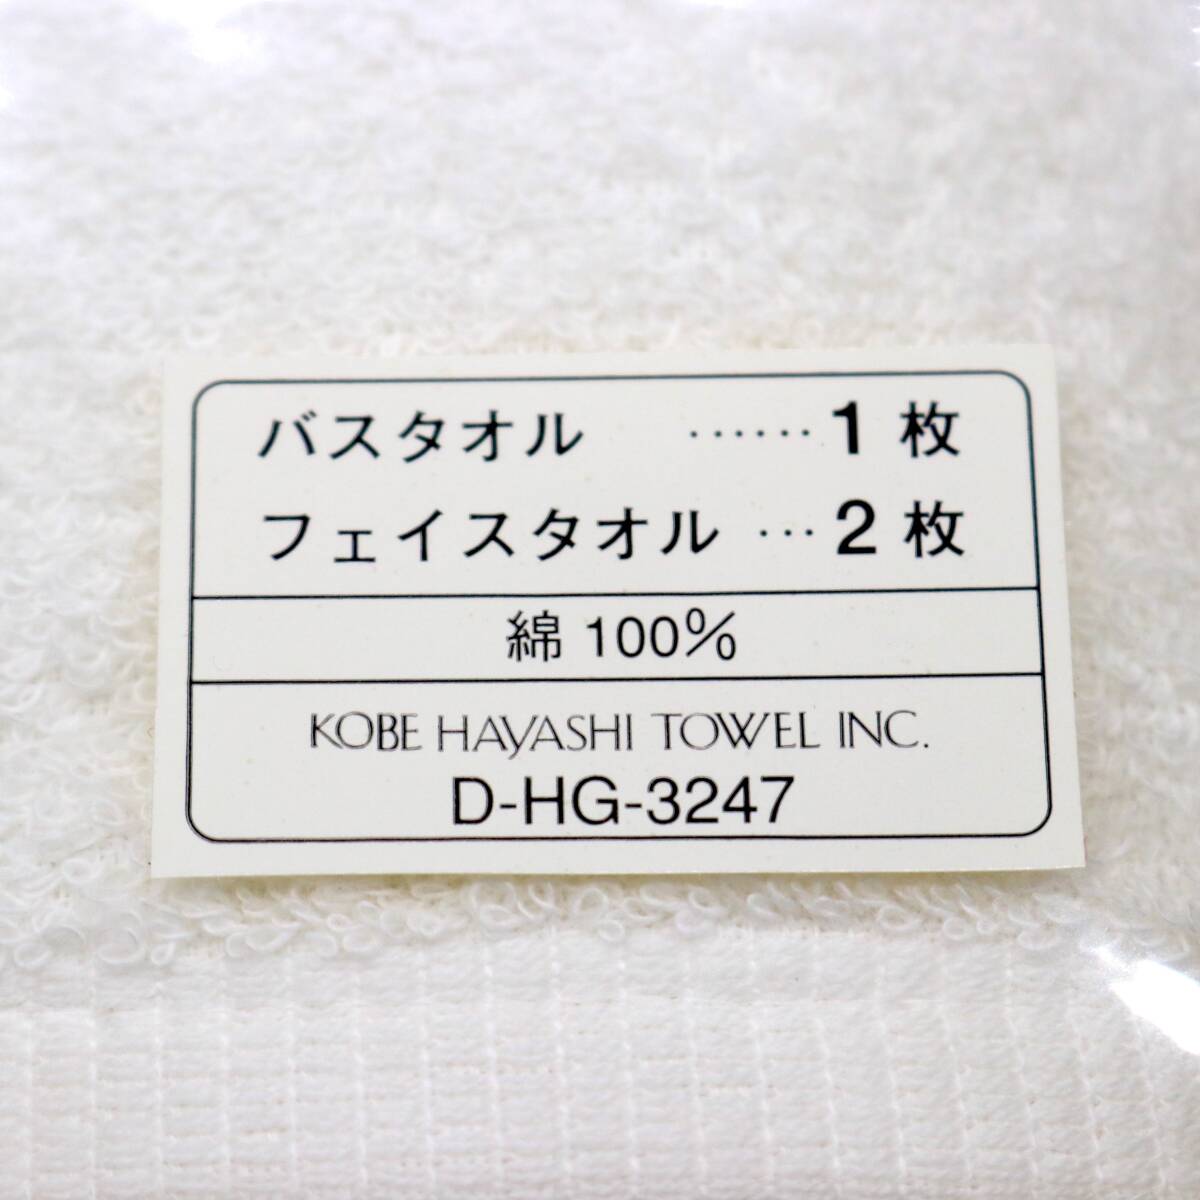 バスタオル ‥‥‥1 枚
フェイスタオル …2 枚
綿 100%
KOBE HAYASHI TOWEL INC.
D-HG-3247